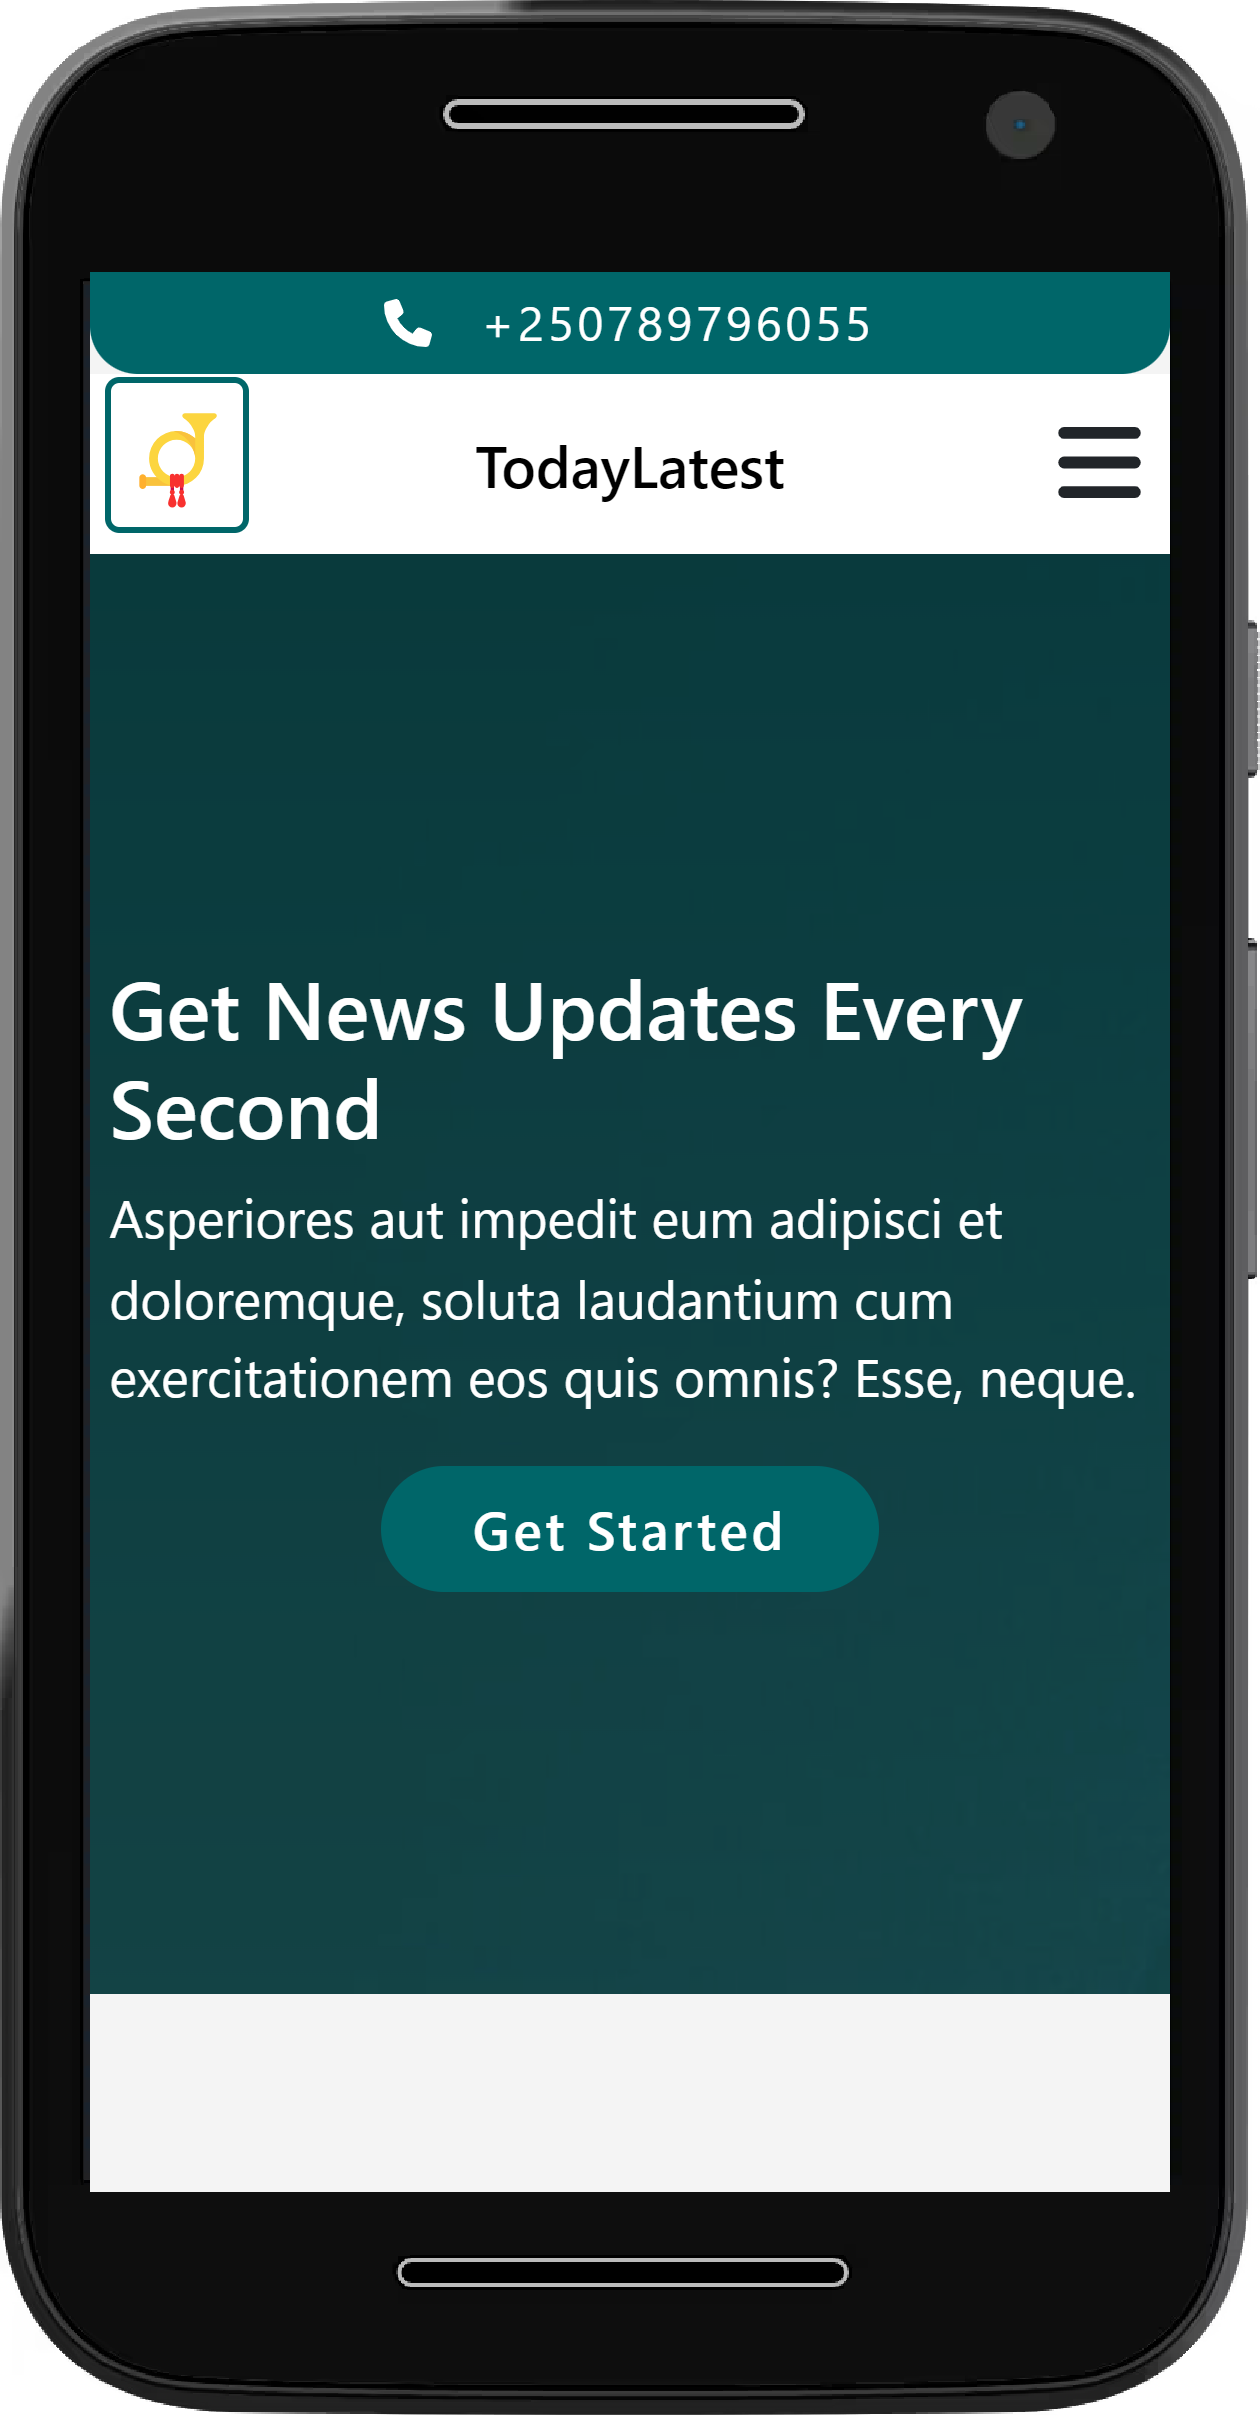 +250789796055
TodayLatest
Get News Updates Every
Second
Asperiores aut impedit eum adipisci et
doloremque, soluta laudantium cum
exercitationem eos quis omnis? Esse, neque.
Get Started